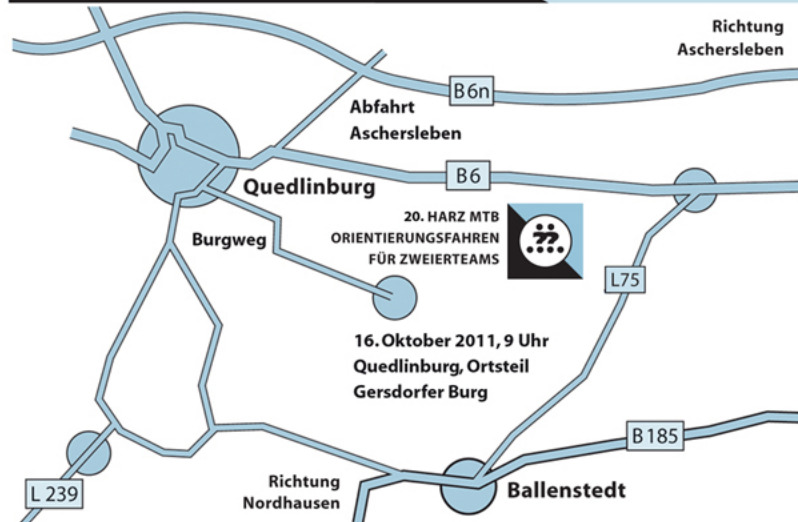 Richtung
Aschersleben
B6n
Abfahrt
Aschersleben
B6
Quedlinburg
20. HARZ MTB
ORIENTIERUNGSFAHREN
FÜR ZWEIERTEAMS
Burgweg
L75
16. Oktober 2011, 9 Uhr
Quedlinburg, Ortsteil
Gersdorfer Burg
B 185
Richtung
Nordhausen
Ballenstedt
L 239